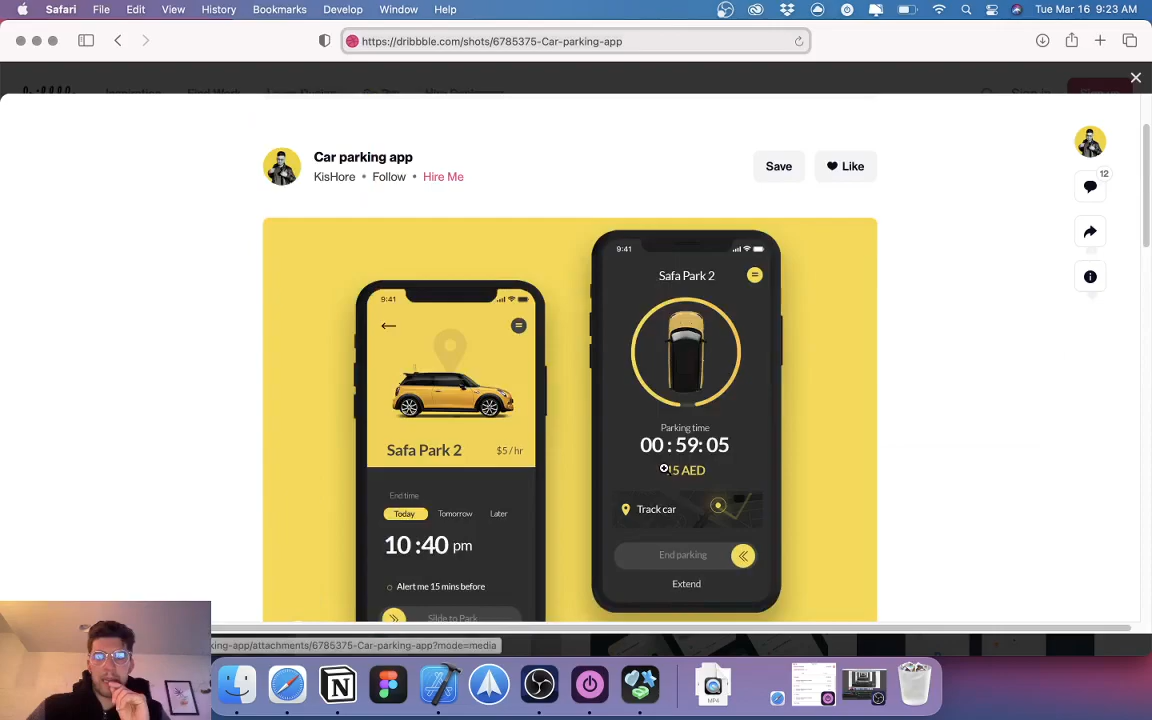 Safari File Edit View History Bookmarks Develop Window Help Tue Mar 16 9:23 AM
https://dribbble.com/shots/6785375-Car-parking-app
Car parking app
KisHore • Follow • Hire Me
Save
Like
12
9:41
Safa Park 2
$5/hr
End time
Today Tomorrow Later
10 :40 pm
Alert me 15 mins before
Slide to Park
9:41
Safa Park 2
Parking time
00 : 59: 05
5 AED
Track car
End parking
Extend
king-app/attachments/6785375-Car-parking-app?mode=media
MP4